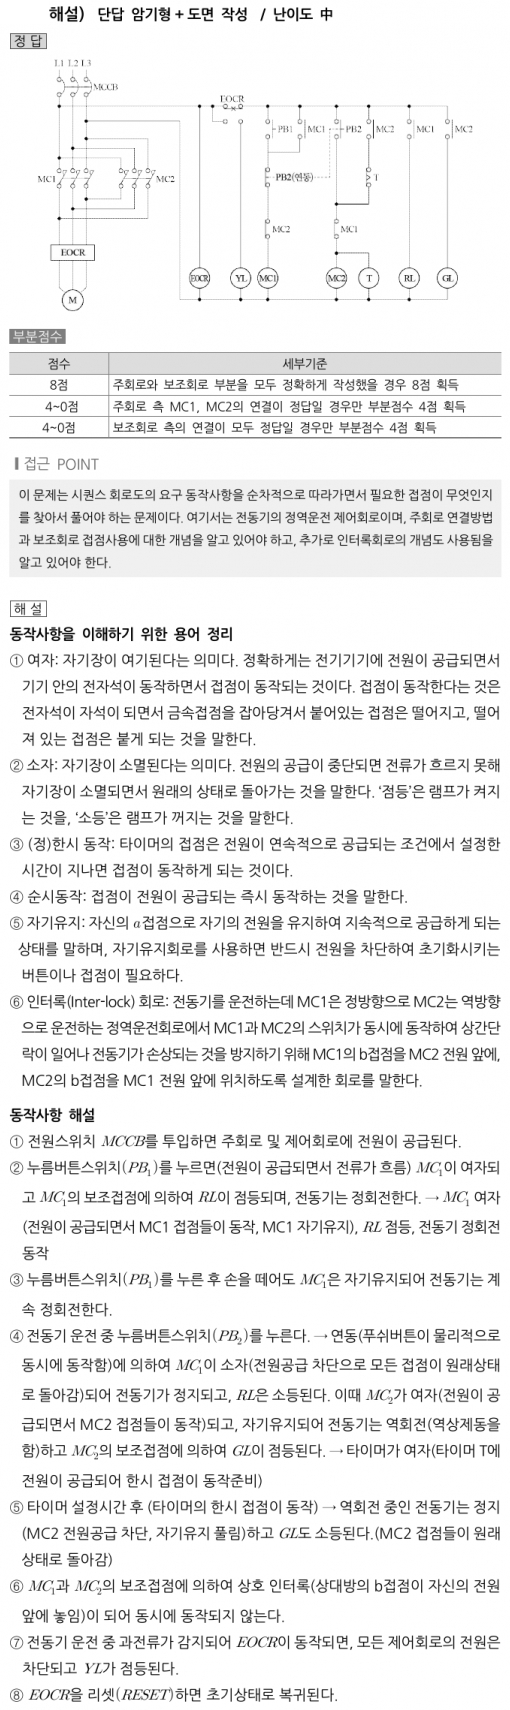 해설) 단답 암기형 + 도면 작성 / 난이도 中
정 답
L1 L2 L3
MCCB
EOCR
PB1
MC1
PB2
MC2
MC1
MC2
MC1
MC2
PB2(연동)
T
MC2
MC1
EOCR
EOCR
YL
MC1
MC2
T
RL
GL
M
부분점수
점수 세부기준
8점 주회로와 보조회로 부분을 모두 정확하게 작성했을 경우 8점 획득
4~0점 주회로 측 MC1, MC2의 연결이 정답일 경우만 부분점수 4점 획득
4~0점 보조회로 측의 연결이 모두 정답일 경우만 부분점수 4점 획득
접근 POINT
이 문제는 시퀀스 회로도의 요구 동작사항을 순차적으로 따라가면서 필요한 접점이 무엇인지
를 찾아서 풀어야 하는 문제이다. 여기서는 전동기의 정역운전 제어회로이며, 주회로 연결방법
과 보조회로 접점사용에 대한 개념을 알고 있어야 하고, 추가로 인터록회로의 개념도 사용됨을
알고 있어야 한다.
해 설
동작사항을 이해하기 위한 용어 정리
① 여자: 자기장이 여기된다는 의미다. 정확하게는 전기기기에 전원이 공급되면서
기기 안의 전자석이 동작하면서 접점이 동작되는 것이다. 접점이 동작한다는 것은
전자석이 자석이 되면서 금속접점을 잡아당겨서 붙어있는 접점은 떨어지고, 떨어
져 있는 접점은 붙게 되는 것을 말한다.
② 소자: 자기장이 소멸된다는 의미다. 전원의 공급이 중단되면 전류가 흐르지 못해
자기장이 소멸되면서 원래의 상태로 돌아가는 것을 말한다. ‘점등’은 램프가 켜지
는 것을, ‘소등’은 램프가 꺼지는 것을 말한다.
③ (정)한시 동작: 타이머의 접점은 전원이 연속적으로 공급되는 조건에서 설정한
시간이 지나면 접점이 동작하게 되는 것이다.
④ 순시동작: 접점이 전원이 공급되는 즉시 동작하는 것을 말한다.
⑤ 자기유지: 자신의 a접점으로 자기의 전원을 유지하여 지속적으로 공급하게 되는
상태를 말하며, 자기유지회로를 사용하면 반드시 전원을 차단하여 초기화시키는
버튼이나 접점이 필요하다.
⑥ 인터록(Inter-lock) 회로: 전동기를 운전하는데 MC1은 정방향으로 MC2는 역방향
으로 운전하는 정역운전회로에서 MC1과 MC2의 스위치가 동시에 동작하여 상간단
락이 일어나 전동기가 손상되는 것을 방지하기 위해 MC1의 b접점을 MC2 전원 앞에,
MC2의 b접점을 MC1 전원 앞에 위치하도록 설계한 회로를 말한다.
동작사항 해설
① 전원스위치 MCCB를 투입하면 주회로 및 제어회로에 전원이 공급된다.
② 누름버튼스위치(PB₁)를 누르면(전원이 공급되면서 전류가 흐름) MC₁이 여자되
고 MC₁의 보조접점에 의하여 RL이 점등되며, 전동기는 정회전한다. → MC₁ 여자
(전원이 공급되면서 MC1 접점들이 동작, MC1 자기유지), RL 점등, 전동기 정회전
동작
③ 누름버튼스위치(PB₁)를 누른 후 손을 떼어도 MC₁은 자기유지되어 전동기는 계
속 정회전한다.
④ 전동기 운전 중 누름버튼스위치(PB₂)를 누른다. → 연동(푸쉬버튼이 물리적으로
동시에 동작함)에 의하여 MC₁이 소자(전원공급 차단으로 모든 접점이 원래상태
로 돌아감)되어 전동기가 정지되고, RL은 소등된다. 이때 MC₂가 여자(전원이 공
급되면서 MC2 접점들이 동작)되고, 자기유지되어 전동기는 역회전(역상제동을
함)하고 MC₂의 보조접점에 의하여 GL이 점등된다. → 타이머가 여자(타이머 T에
전원이 공급되어 한시 접점이 동작준비)
⑤ 타이머 설정시간 후 (타이머의 한시 접점이 동작) → 역회전 중인 전동기는 정지
(MC2 전원공급 차단, 자기유지 풀림)하고 GL도 소등된다.(MC2 접점들이 원래
상태로 돌아감)
⑥ MC₁과 MC₂의 보조접점에 의하여 상호 인터록(상대방의 b접점이 자신의 전원
앞에 놓임)이 되어 동시에 동작되지 않는다.
⑦ 전동기 운전 중 과전류가 감지되어 EOCR이 동작되면, 모든 제어회로의 전원은
차단되고 YL가 점등된다.
⑧ EOCR을 리셋(RESET)하면 초기상태로 복귀된다.